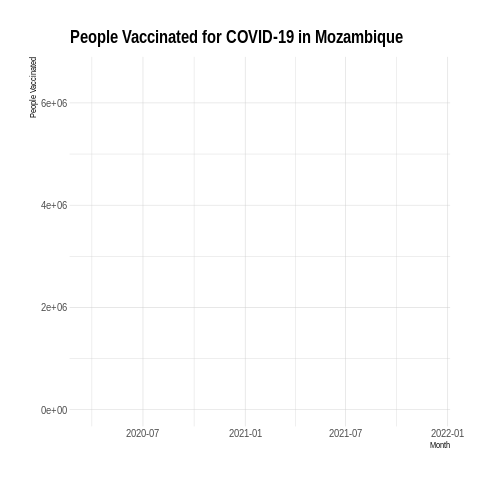 People Vaccinated for COVID-19 in Mozambique
People Vaccinated
6e+06
4e+06
2e+06
0e+00
2020-07
2021-01
2021-07
2022-01
Month